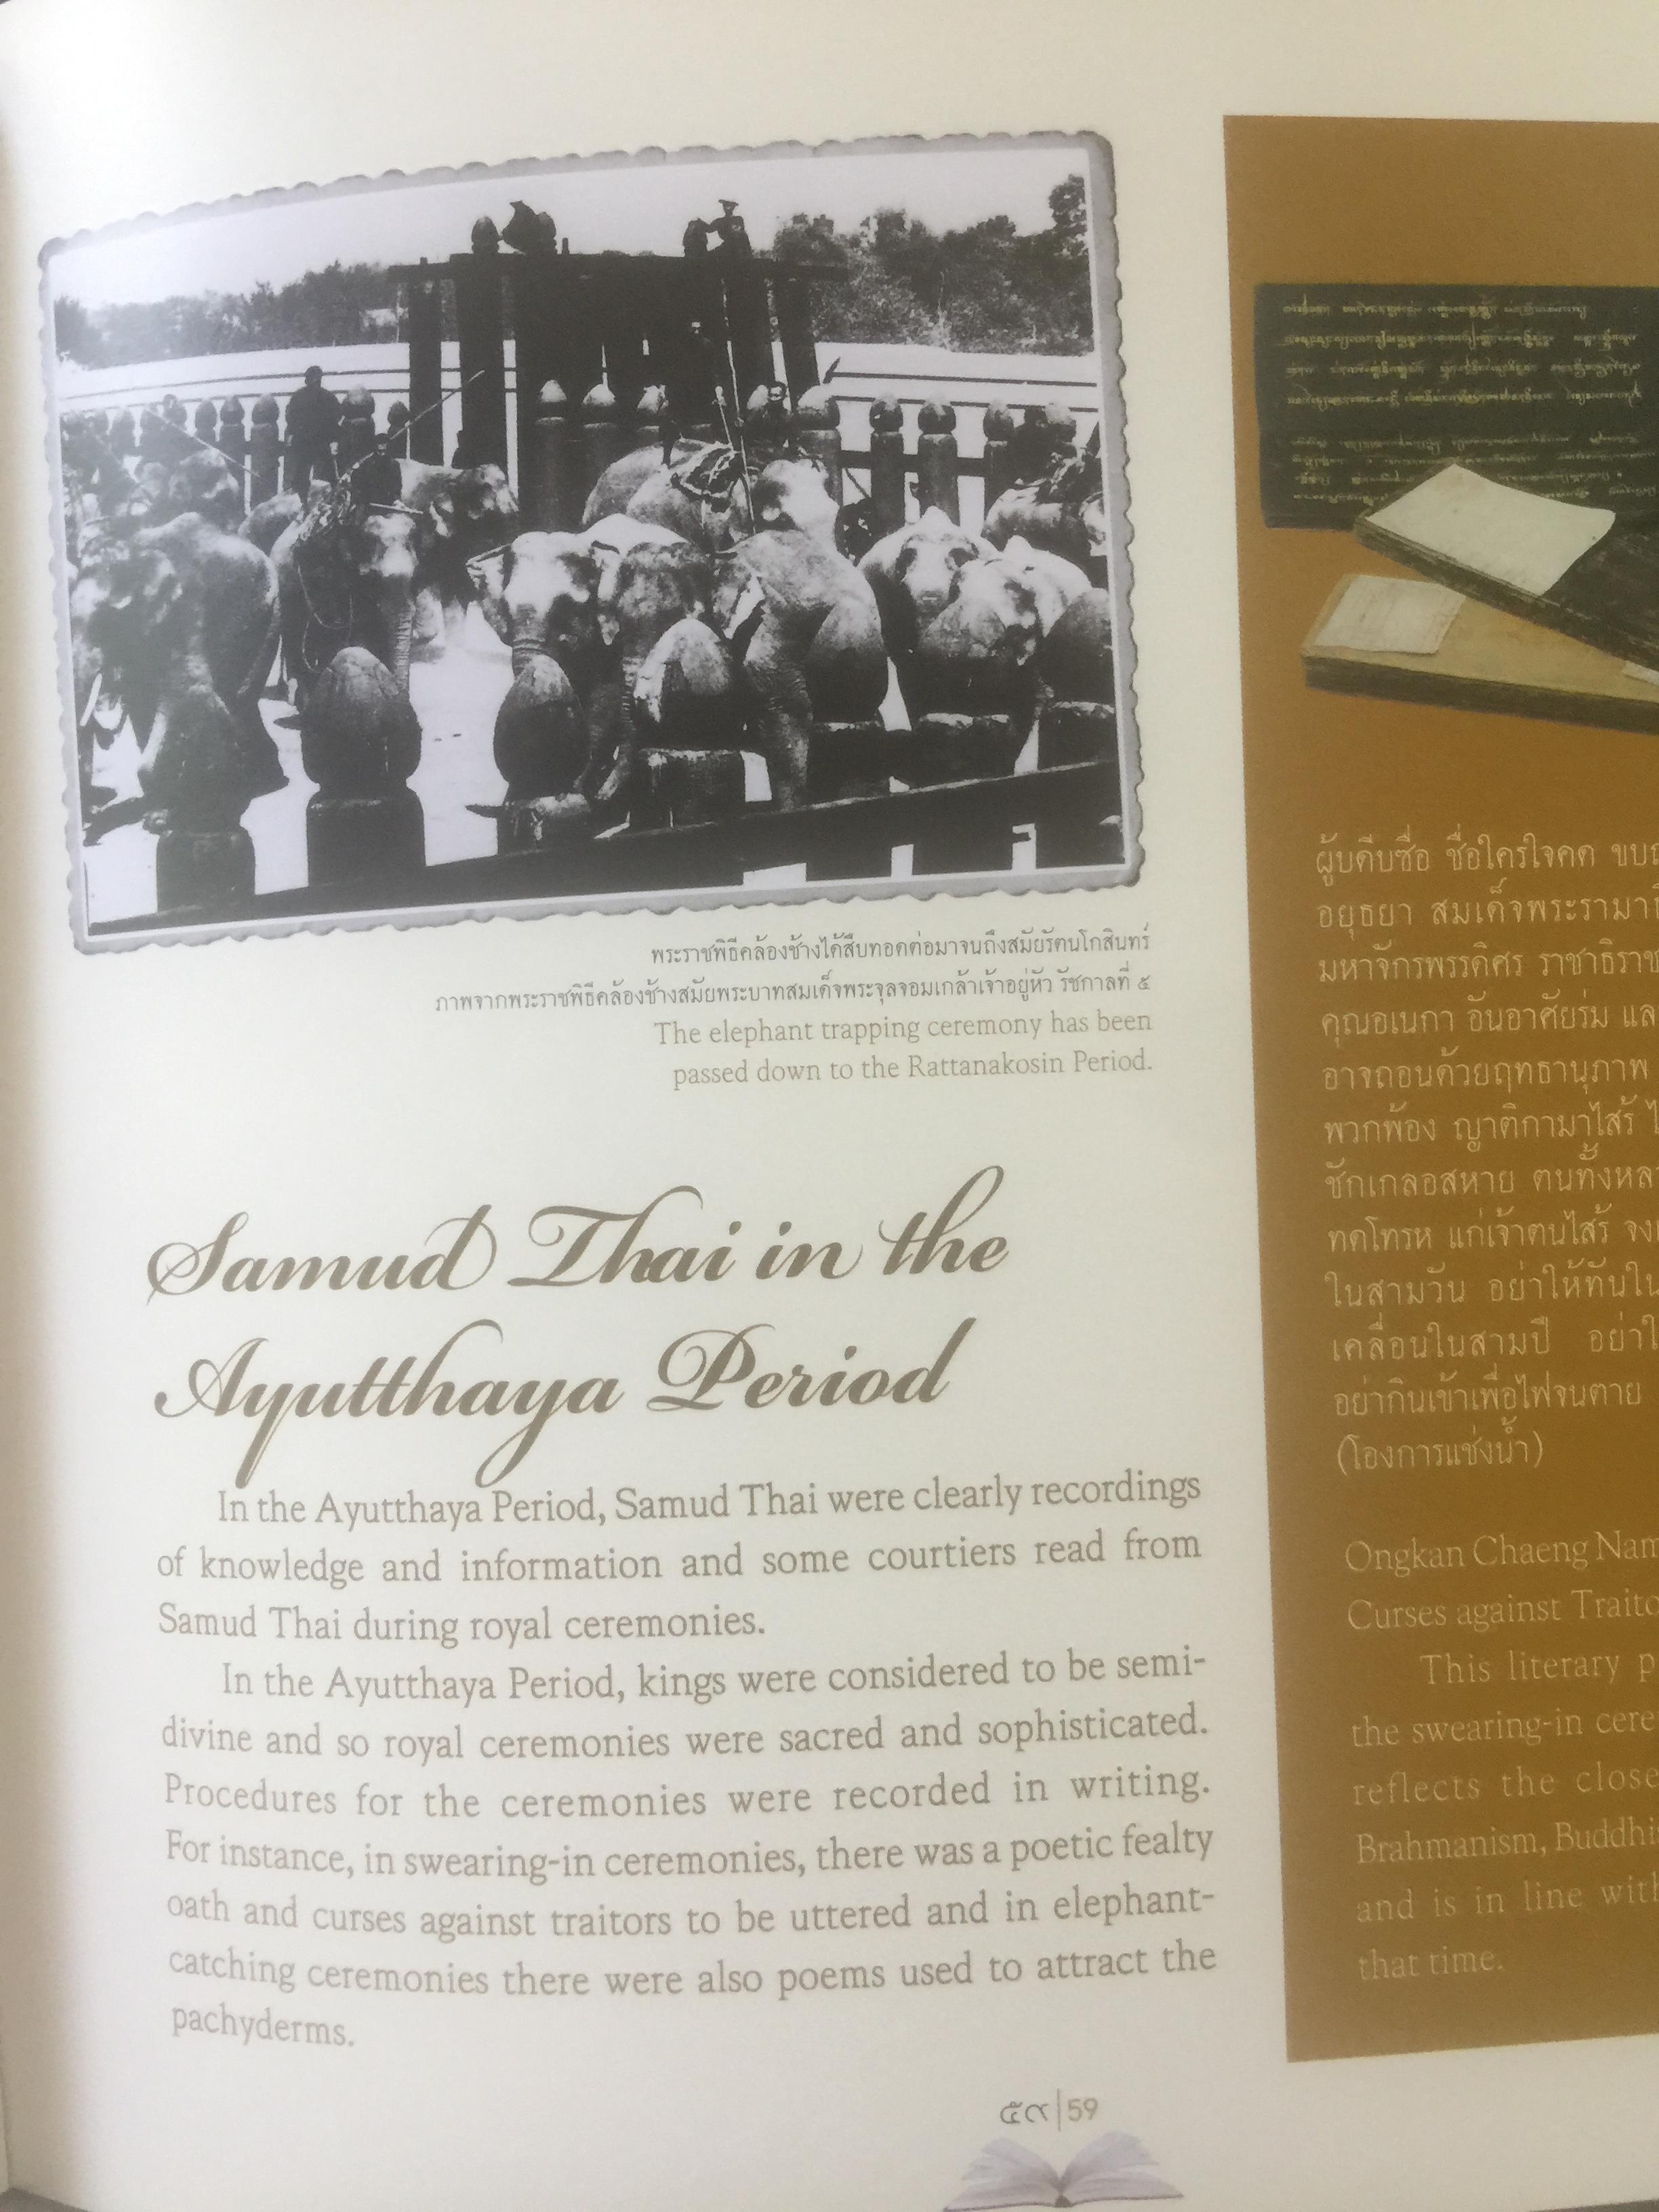 พระราชพิธีคล้องช้างได้สืบทอดต่อมาจนถึงสมัยรัตนโกสินทร์
ภาพจากพระราชพิธีคล้องช้างสมัยพระบาทสมเด็จพระจุลจอมเกล้าเจ้าอยู่หัว รัชกาลที่ ๕
The elephant trapping ceremony has been
passed down to the Rattanakosin Period.
Samud Thai in the
Ayutthaya Period
In the Ayutthaya Period, Samud Thai were clearly recordings
of knowledge and information and some courtiers read from
Samud Thai during royal ceremonies.
In the Ayutthaya Period, kings were considered to be semi-
divine and so royal ceremonies were sacred and sophisticated.
Procedures for the ceremonies were recorded in writing.
For instance, in swearing-in ceremonies, there was a poetic fealty
oath and curses against traitors to be uttered and in elephant-
catching ceremonies there were also poems used to attract the
pachyderms.
๕๙ | 59
ผู้บดีบซื่อ ชื่อใครใจคด
อยุธยา สมเด็จพระรามา
มหาจักรพรรดิศร ราชาธิราช
คุณอเนกา อันอาศัยร่ม แล
อาจถอนด้วยฤทธานุภาพ
พวกพ้อง ญาติกามาไสร้
ชักเกลอสหาย ตนทั้งหล
ทดโทรห แก่เจ้าตนไสร้ จง
ในสามวัน อย่าให้ทันใน
เคลื่อนในสามปี อย่า
อย่ากินเข้าเพื่อไฟจนตาย
(โองการแช่งน้ำ)
Ongkan Chaeng Nam
Curses against Traito
This literary p
the swearing-in cere
reflects the close
Brahmanism, Buddhi
and is in line with
that time.